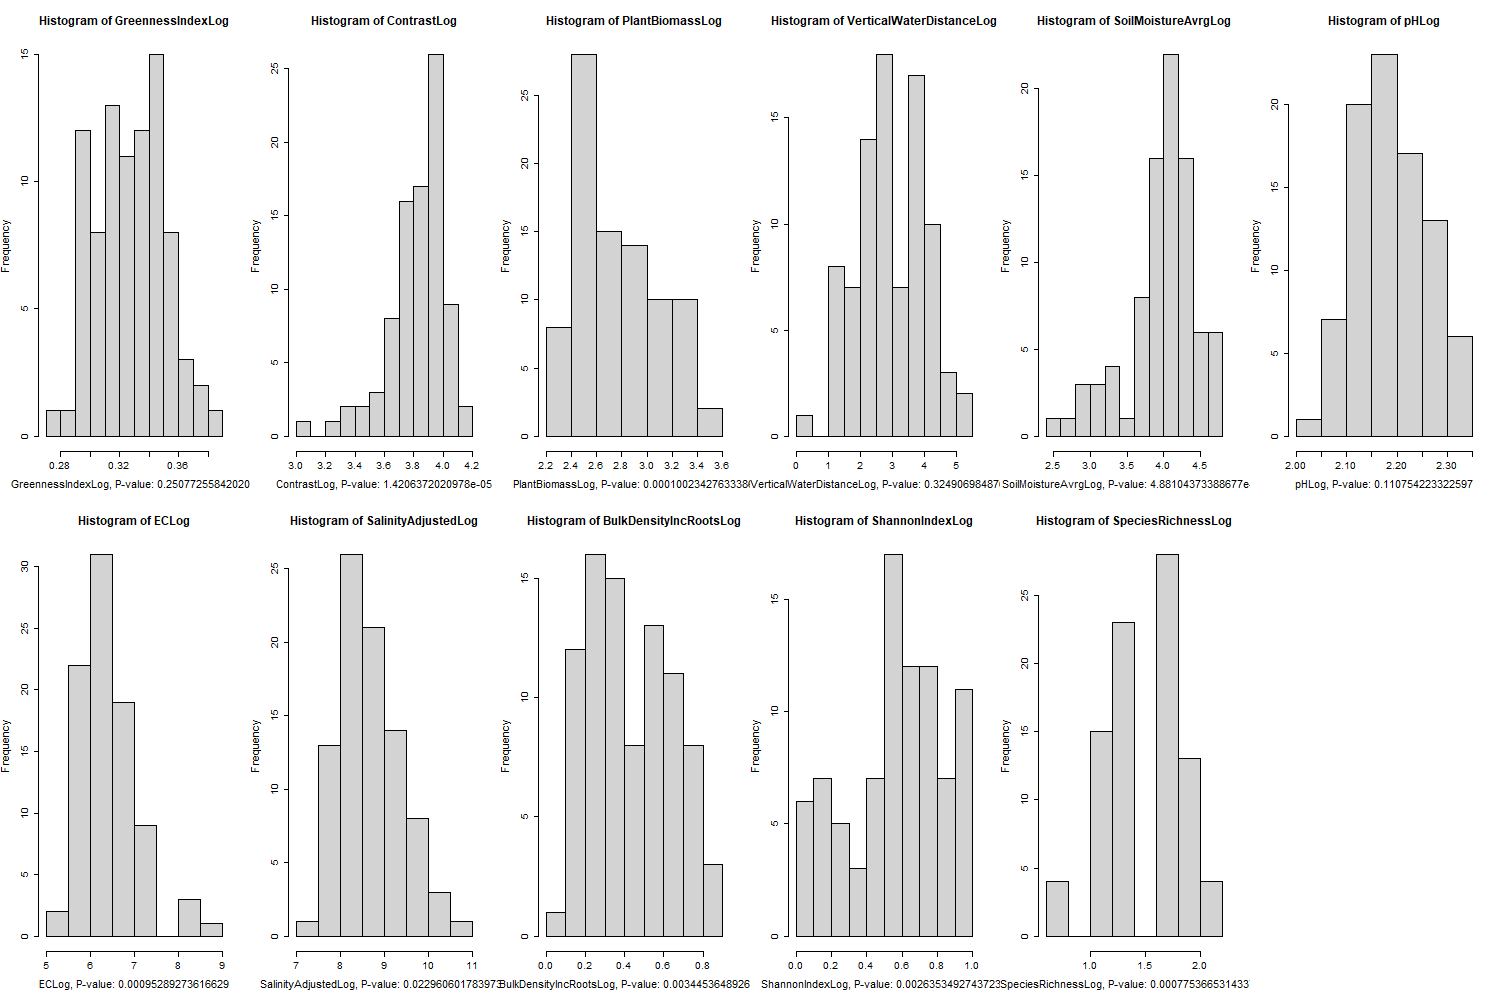 Histogram of GreennessIndexLog
Frequency
15
10
5
0
0.28 0.32 0.36
GreennessIndexLog, P-value: 0.25077255842020
Histogram of ContrastLog
Frequency
25
20
15
10
5
0
3.0 3.2 3.4 3.6 3.8 4.0 4.2
ContrastLog, P-value: 1.4206372020978e-05
Histogram of PlantBiomassLog
Frequency
25
20
15
10
5
0
2.2 2.4 2.6 2.8 3.0 3.2 3.4 3.6
PlantBiomassLog, P-value: 0.0001002342763338
Histogram of VerticalWaterDistanceLog
Frequency
15
10
5
0
0 1 2 3 4 5
VerticalWaterDistanceLog, P-value: 0.3249069848
Histogram of SoilMoistureAvrgLog
Frequency
20
15
10
5
0
2.5 3.0 3.5 4.0 4.5
SoilMoistureAvrgLog, P-value: 4.88104373388677e-
Histogram of pHLog
Frequency
20
15
10
5
0
2.00 2.10 2.20 2.30
pHLog, P-value: 0.110754223322597
Histogram of ECLog
Frequency
30
25
20
15
10
5
0
5 6 7 8 9
ECLog, P-value: 0.00095289273616629
Histogram of SalinityAdjustedLog
Frequency
25
20
15
10
5
0
7 8 9 10 11
SalinityAdjustedLog, P-value: 0.022960601783973
Histogram of BulkDensityIncRootsLog
Frequency
15
10
5
0
0.0 0.2 0.4 0.6 0.8
BulkDensityIncRootsLog, P-value: 0.0034453648926
Histogram of ShannonIndexLog
Frequency
15
10
5
0
0.0 0.2 0.4 0.6 0.8 1.0
ShannonIndexLog, P-value: 0.0026353492743723
Histogram of SpeciesRichnessLog
Frequency
25
20
15
10
5
0
1.0 1.5 2.0
SpeciesRichnessLog, P-value: 0.000775366531433